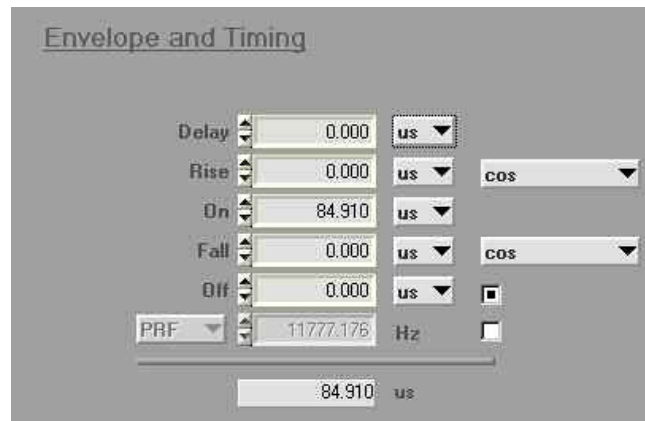 Envelope and Timing
Delay 0.000 us
Rise 0.000 us cos
On 84.910 us
Fall 0.000 us cos
Off 0.000 us
PRF 11777.176 Hz
84.910 us